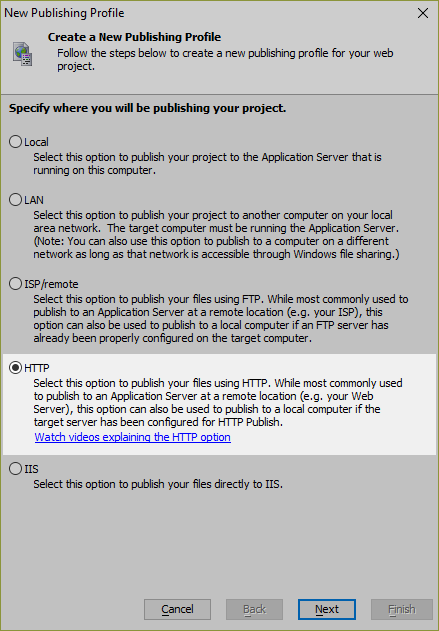 New Publishing Profile
Create a New Publishing Profile
Follow the steps below to create a new publishing profile for your web
project.
Specify where you will be publishing your project.
Local
Select this option to publish your project to the Application Server that is
running on this computer.
LAN
Select this option to publish your project to another computer on your local
area network.  The target computer must be running the Application Server.
(Note: You can also use this option to publish to a computer on a different
network as long as that network is accessible through Windows file sharing.)
ISP/remote
Select this option to publish your files using FTP. While most commonly used to
publish to an Application Server at a remote location (e.g. your ISP), this
option can also be used to publish to a local computer if an FTP server has
already been properly configured on the target computer.
HTTP
Select this option to publish your files using HTTP. While most commonly used
to publish to an Application Server at a remote location (e.g. your Web
Server), this option can also be used to publish to a local computer if the
target server has been configured for HTTP Publish.
Watch videos explaining the HTTP option
IIS
Select this option to publish your files directly to IIS.
Cancel Back Next Finish